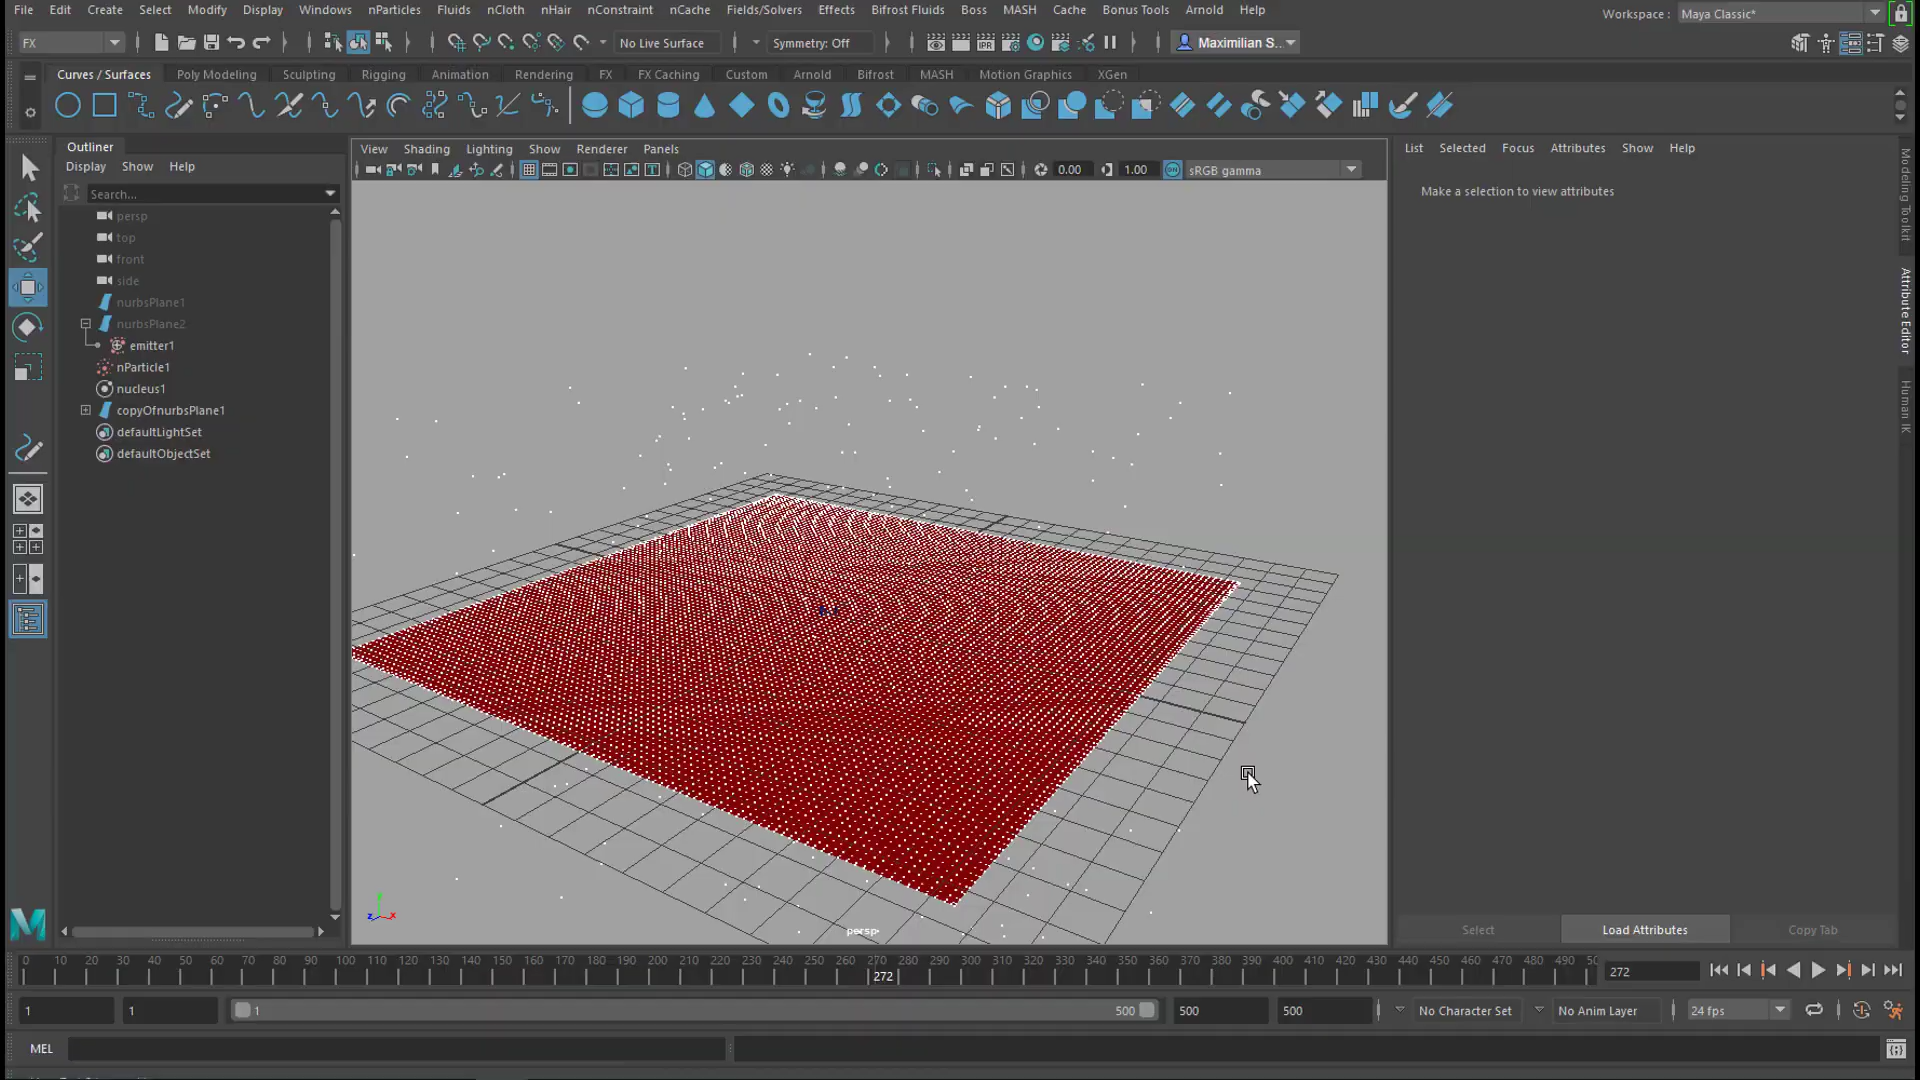 File Edit Create Select Modify Display Windows nParticles Fluids nCloth nHair nConstraint nCache Fields/Solvers Effects Bifrost Fluids Boss MASH Cache Bonus Tools Arnold Help Workspace : Maya Classic*
FX No Live Surface Symmetry: Off IPR Maximilian S...
Curves / Surfaces Poly Modeling Sculpting Rigging Animation Rendering FX FX Caching Custom Arnold Bifrost MASH Motion Graphics XGen
Outliner
Display Show Help
Search...
persp
top
front
side
nurbsPlane1
nurbsPlane2
emitter1
nParticle1
nucleus1
copyOfnurbsPlane1
defaultLightSet
defaultObjectSet
View Shading Lighting Show Renderer Panels
0.00 1.00 sRGB gamma
persp
z x
List Selected Focus Attributes Show Help
Make a selection to view attributes
Modeling Toolkit
Attribute Editor
Human IK
Select Load Attributes Copy Tab
0 10 20 30 40 50 60 70 80 90 100 110 120 130 140 150 160 170 180 190 200 210 220 230 240 250 260 270 280 290 300 310 320 330 340 350 360 370 380 390 400 410 420 430 440 450 460 470 480 490 50
272
272
1 1 1 500 500 500 No Character Set No Anim Layer 24 fps
MEL